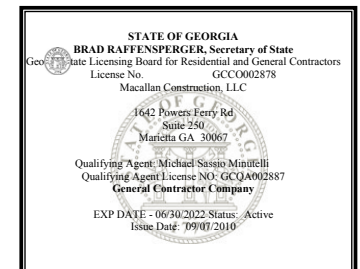 STATE OF GEORGIA
BRAD RAFFENSPERGER, Secretary of State
Geo tate Licensing Board for Residential and General Contractors
License No. GCCO002878
Macallan Construction, LLC
1642 Powers Ferry Rd
Suite 250
Marietta GA 30067
Qualifying Agent: Michael Sassio Minutelli
Qualifying Agent License NO: GCQA002887
General Contractor Company
EXP DATE - 06/30/2022 Status: Active
Issue Date: 09/07/2010